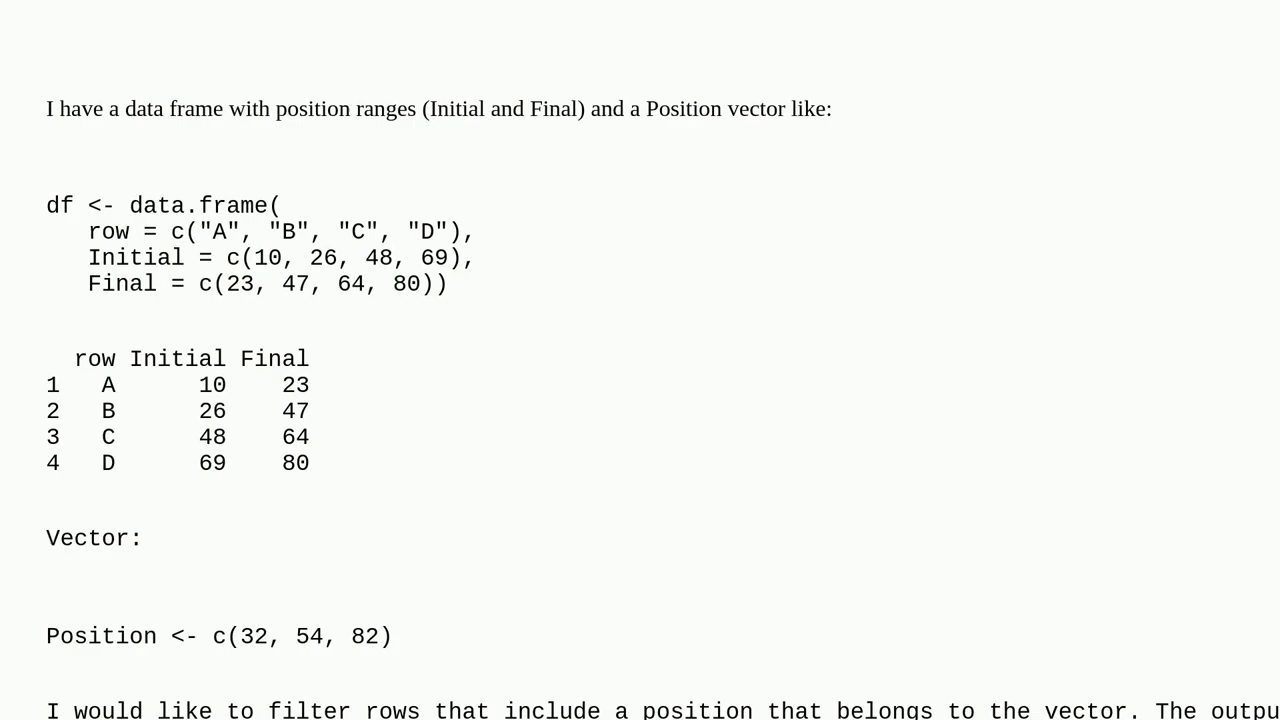 I have a data frame with position ranges (Initial and Final) and a Position vector like:
df <- data.frame(
   row = c("A", "B", "C", "D"),
   Initial = c(10, 26, 48, 69),
   Final = c(23, 47, 64, 80))
  row Initial Final
1   A      10    23
2   B      26    47
3   C      48    64
4   D      69    80
Vector:
Position <- c(32, 54, 82)
I would like to filter rows that include a position that belongs to the vector. The outpu